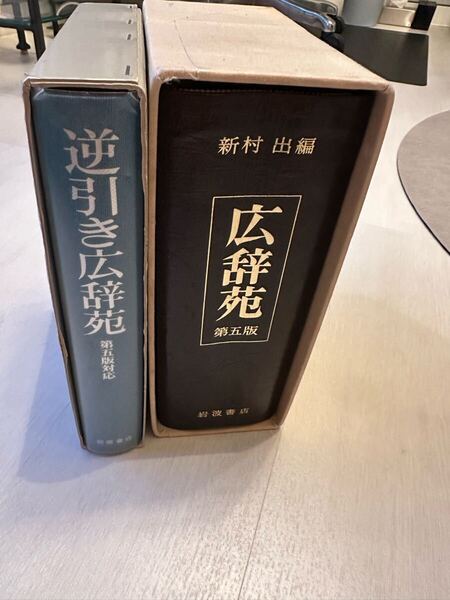 逆引き広辞苑
第五版対応
岩波書店
新村 出編
広辞苑
第五版
岩波書店